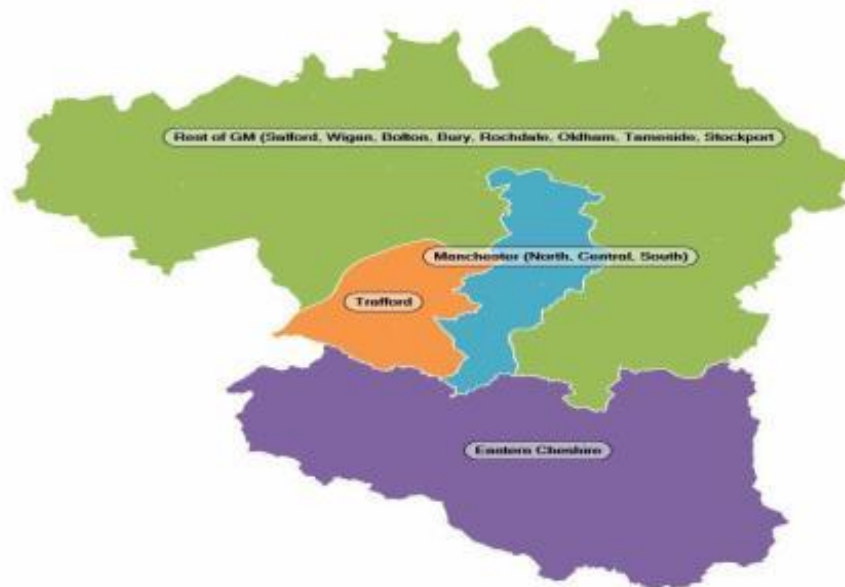 Rest of GM (Salford, Wigan, Bolton, Bury, Rochdale, Oldham, Tameside, Stockport
Manchester (North, Central, South)
Trafford
Eastern Cheshire